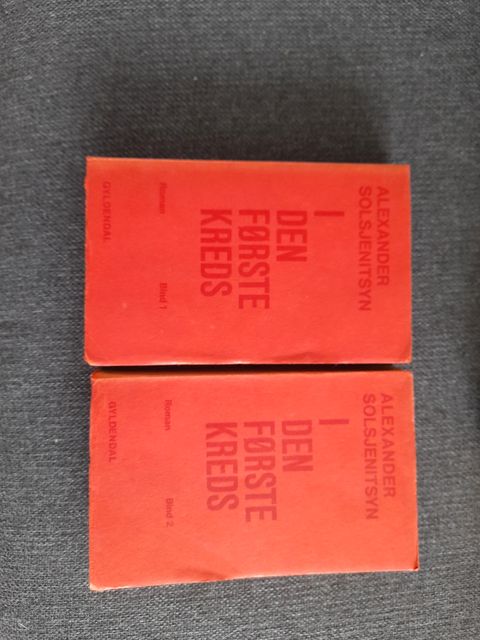 ALEXANDER
SOLSJENITSYN
I
DEN
FØRSTE
KREDS
Roman
Bind 1
GYLDENDAL
ALEXANDER
SOLSJENITSYN
I
DEN
FØRSTE
KREDS
Roman
Bind 2
GYLDENDAL